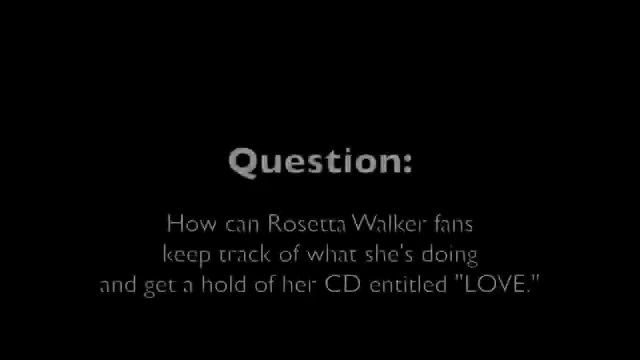 Question:
How can Rosetta Walker fans
keep track of what she's doing
and get a hold of her CD entitled "LOVE."